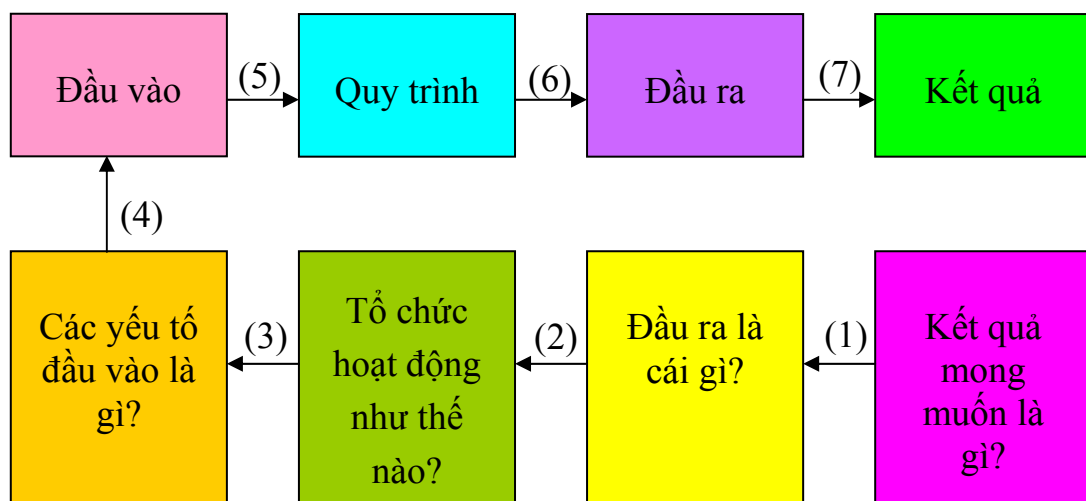 Đầu vào
(5)
Quy trình
(6)
Đầu ra
(7)
Kết quả
(4)
Các yếu tố
đầu vào là
gì?
(3)
Tổ chức
hoạt động
như thế
nào?
(2)
Đầu ra là
cái gì?
(1)
Kết quả
mong
muốn là
gì?